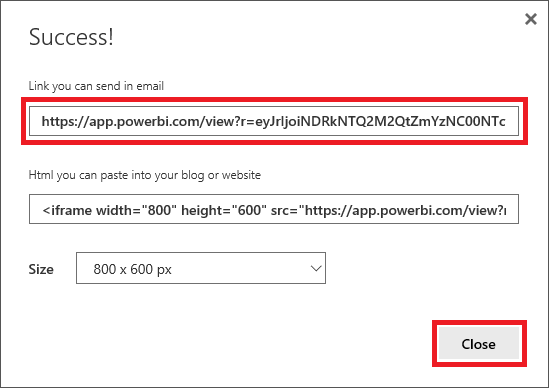 Success!
Link you can send in email
https://app.powerbi.com/view?r=eyJrIjoiNDRkNTQ2M2QtZmYzNC00NTc
Html you can paste into your blog or website
<iframe width="800" height="600" src="https://app.powerbi.com/view?r
Size
800 x 600 px
Close